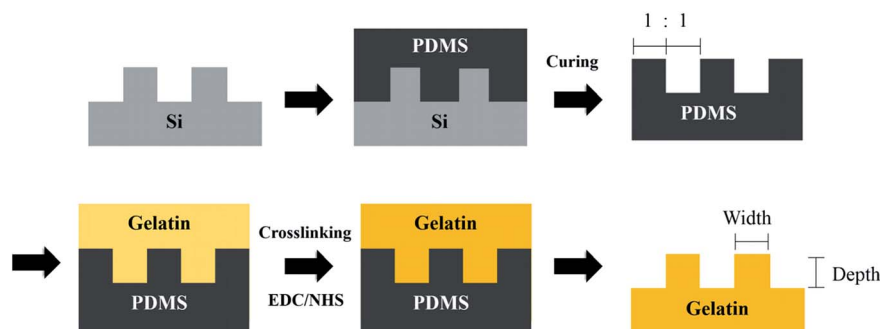 1 : 1
PDMS
Curing
Si
Si
PDMS
Gelatin
Crosslinking
EDC/NHS
PDMS
Gelatin
PDMS
Width
Depth
Gelatin